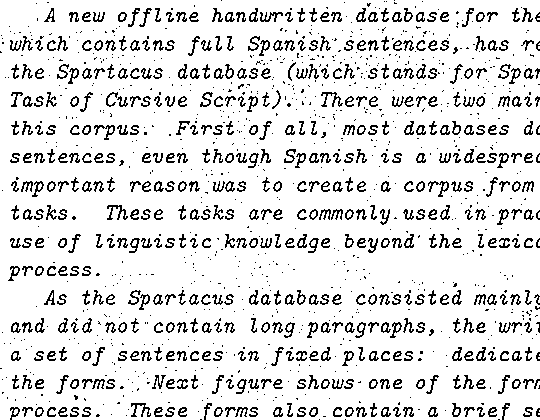 A new offline handwritten database for the
which contains full Spanish sentences, has re
the Spartacus database (which stands for Spar
Task of Cursive Script). There were two main
this corpus. First of all, most databases do
sentences, even though Spanish is a widespread
important reason was to create a corpus from
tasks. These tasks are commonly used in prac
use of linguistic knowledge beyond the lexica
process.
As the Spartacus database consisted mainly
and did not contain long paragraphs, the writ
a set of sentences in fixed places: dedicate
the forms. Next figure shows one of the form
process. These forms also contain a brief se